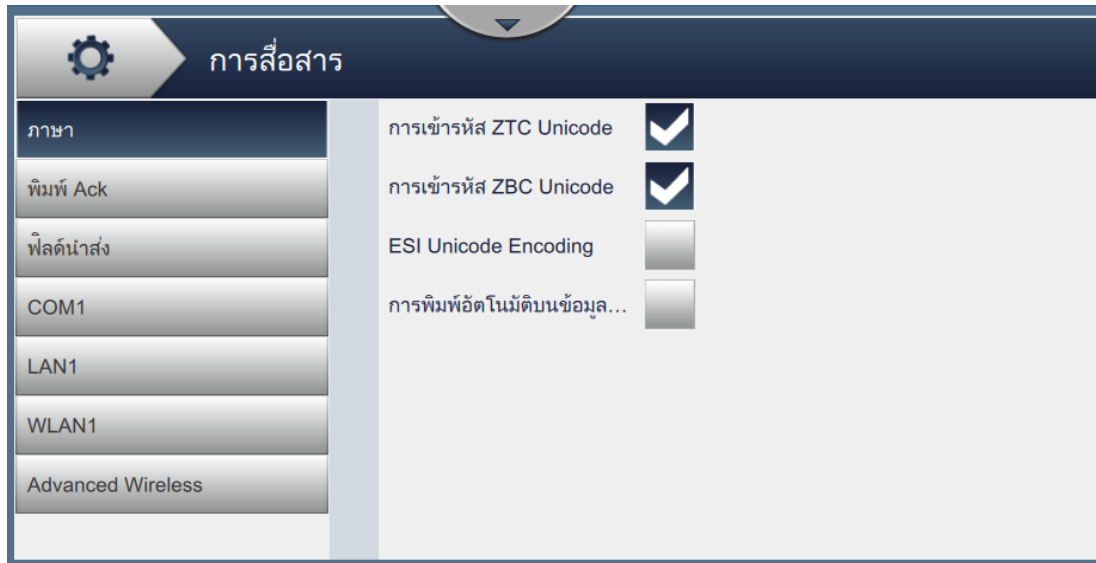 การสื่อสาร
ภาษา
พิมพ์ Ack
ฟิลด์นำส่ง
COM1
LAN1
WLAN1
Advanced Wireless
การเข้ารหัส ZTC Unicode
การเข้ารหัส ZBC Unicode
ESI Unicode Encoding
การพิมพ์อัตโนมัติบนข้อมูล...